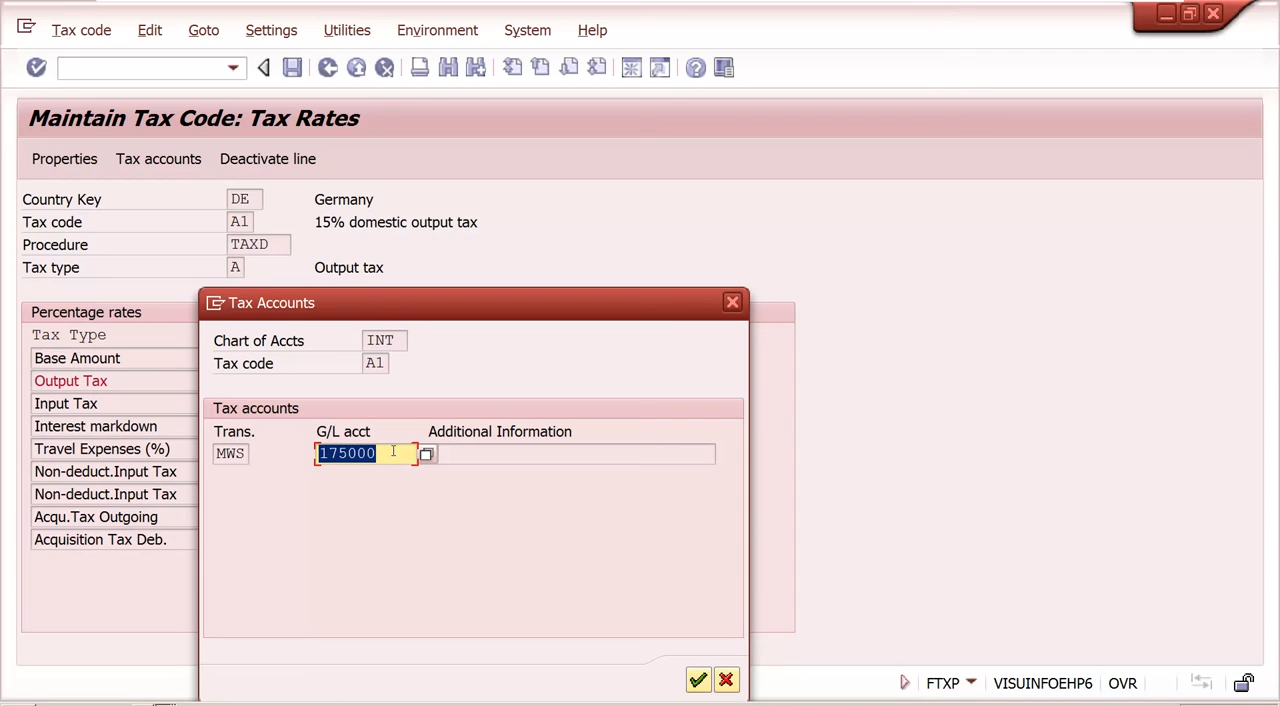 Tax code Edit Goto Settings Utilities Environment System Help
Maintain Tax Code: Tax Rates
Properties Tax accounts Deactivate line
Country Key DE Germany
Tax code A1 15% domestic output tax
Procedure TAXD
Tax type A Output tax
Percentage rates
Tax Type
Base Amount
Output Tax
Input Tax
Interest markdown
Travel Expenses (%)
Non-deduct.Input Tax
Non-deduct.Input Tax
Acqu.Tax Outgoing
Acquisition Tax Deb.
Tax Accounts
Chart of Accts INT
Tax code A1
Tax accounts
Trans. G/L acct Additional Information
MWS 175000
FTXP VISUINFOEHP6 OVR